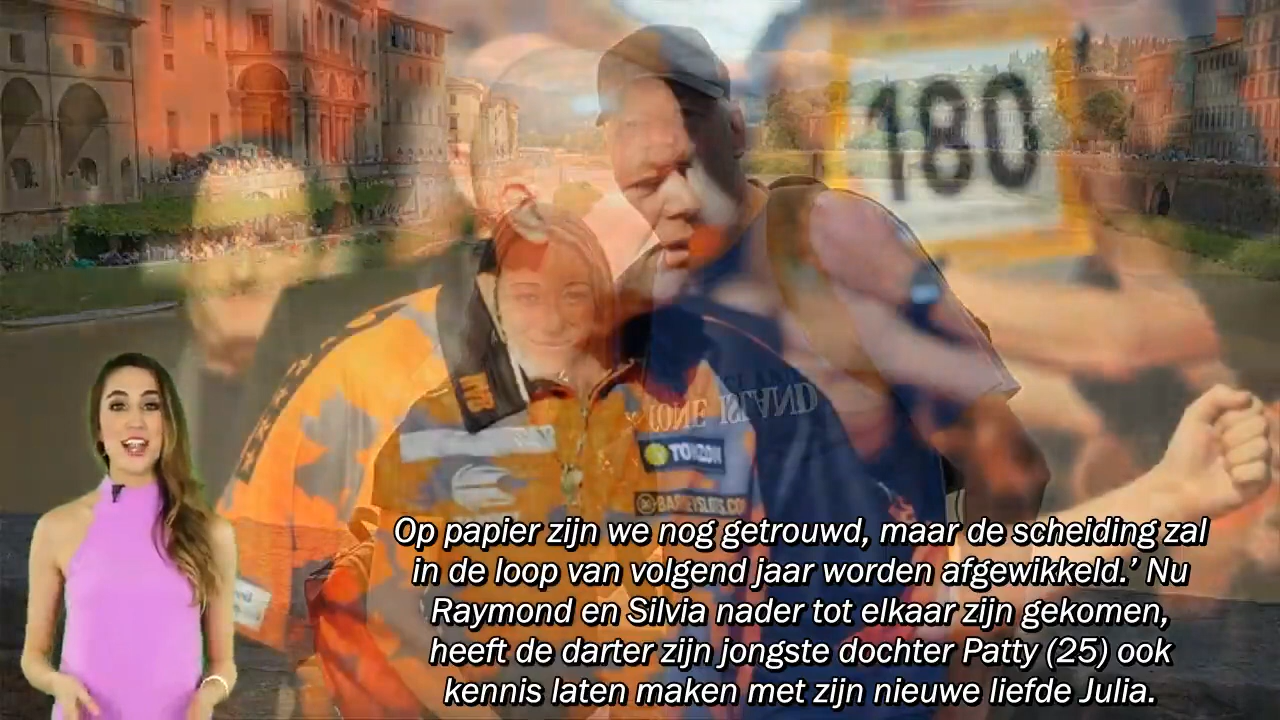 180
TONZON
Op papier zijn we nog getrouwd, maar de scheiding zal
in de loop van volgend jaar worden afgewikkeld.’ Nu
Raymond en Silvia nader tot elkaar zijn gekomen,
heeft de darter zijn jongste dochter Patty (25) ook
kennis laten maken met zijn nieuwe liefde Julia.